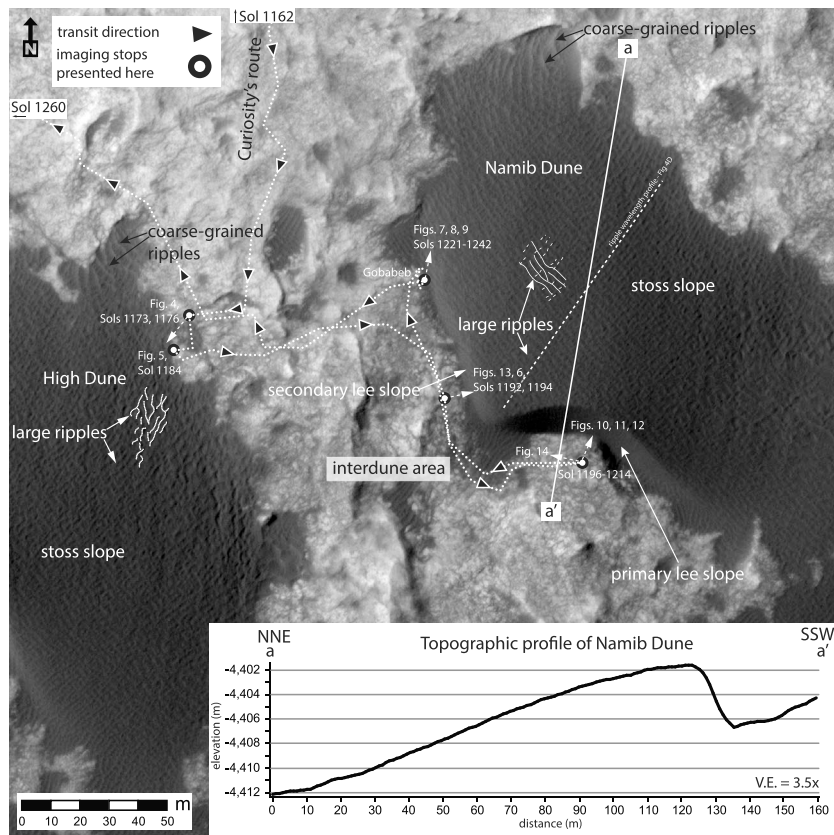 N
transit direction
imaging stops
presented here
Sol 1162
coarse-grained ripples
a
Sol 1260
Curiosity's route
Namib Dune
ripple wavelength profile - Fig 4D
coarse-grained
ripples
Figs. 7, 8, 9
Sols 1221-1242
Gobabeb
stoss slope
Fig. 4,
Sols 1173, 1176
large ripples
Fig. 5,
Sol 1184
High Dune
secondary lee slope
Figs. 13, 6,
Sols 1192, 1194
large ripples
Figs. 10, 11, 12
Fig. 14
interdune area
Sol 1196-1214
a'
stoss slope
primary lee slope
NNE
a
Topographic profile of Namib Dune
SSW
a'
-4,402
-4,404
-4,406
-4,408
-4,410
-4,412
elevation (m)
V.E. = 3.5x
0 10 20 30 40 50 60 70 80 90 100 110 120 130 140 150 160
distance (m)
m
0 10 20 30 40 50